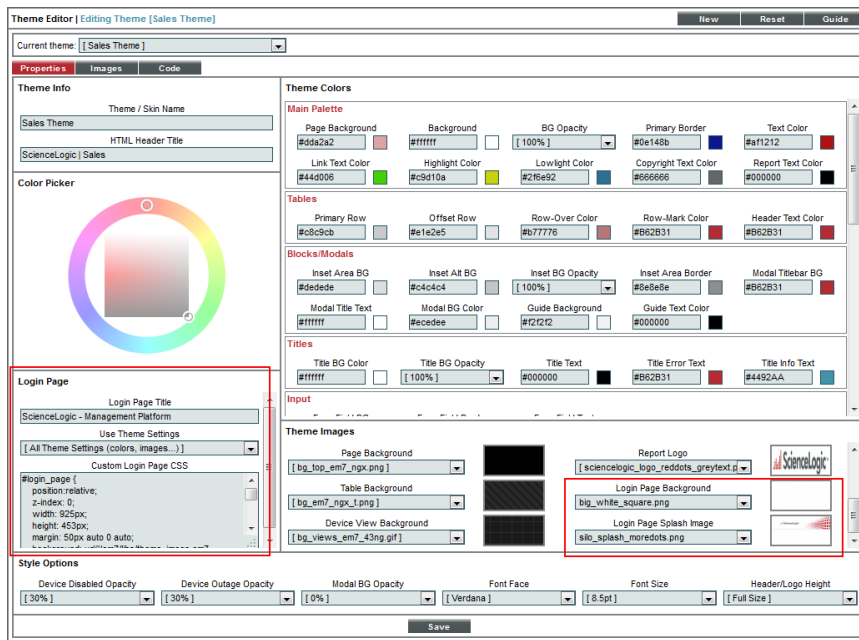 Theme Editor | Editing Theme [Sales Theme]
New Reset Guide
Current theme: [ Sales Theme ]
Properties Images Code
Theme Info
Theme / Skin Name
Sales Theme
HTML Header Title
ScienceLogic | Sales
Color Picker
Login Page
Login Page Title
ScienceLogic - Management Platform
Use Theme Settings
[ All Theme Settings (colors, images...) ]
Custom Login Page CSS
#login_page {
position:relative;
z-index: 0;
width: 925px;
height: 453px;
margin: 50px auto 0 auto;
Theme Colors
Main Palette
Page Background Background BG Opacity Primary Border Text Color
#dda2a2 #ffffff [ 100% ] #0e148b #af1212
Link Text Color Highlight Color Lowlight Color Copyright Text Color Report Text Color
#44d006 #c9d10a #2f6e92 #666666 #000000
Tables
Primary Row Offset Row Row-Over Color Row-Mark Color Header Text Color
#c8c9cb #e1e2e5 #b77776 #B62B31 #B62B31
Blocks/Modals
Inset Area BG Inset Alt BG Inset BG Opacity Inset Area Border Modal Titlebar BG
#dedede #c4c4c4 [ 100% ] #8e8e8e #B62B31
Modal Title Text Modal BG Color Guide Background Guide Text Color
#ffffff #ecedee #f2f2f2 #000000
Titles
Title BG Color Title BG Opacity Title Text Title Error Text Title Info Text
#ffffff [ 100% ] #000000 #B62B31 #4492AA
Input
Theme Images
Page Background Report Logo
[ bg_top_em7_ngx.png ] [ sciencelogic_logo_reddots_greytext.p ScienceLogic
Table Background Login Page Background
[ bg_em7_ngx_t.png ] big_white_square.png
Device View Background Login Page Splash Image
[ bg_views_em7_43ng.gif ] silo_splash_moredots.png
Style Options
Device Disabled Opacity Device Outage Opacity Modal BG Opacity Font Face Font Size Header/Logo Height
[ 30% ] [ 30% ] [ 0% ] [ Verdana ] [ 8.5pt ] [ Full Size ]
Save